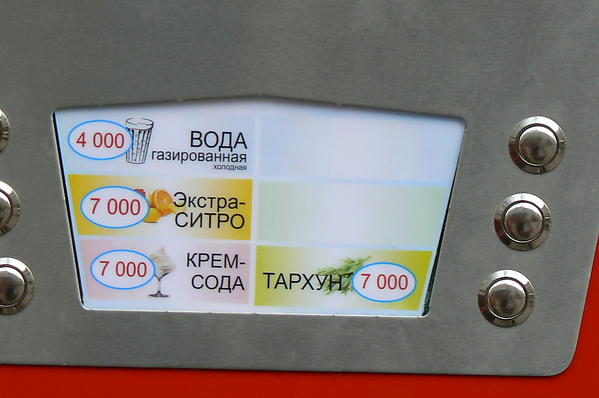 4 000
ВОДА
газированная
холодная
7 000
Экстра-
СИТРО
7 000
КРЕМ-
СОДА
ТАРХУН
7 000